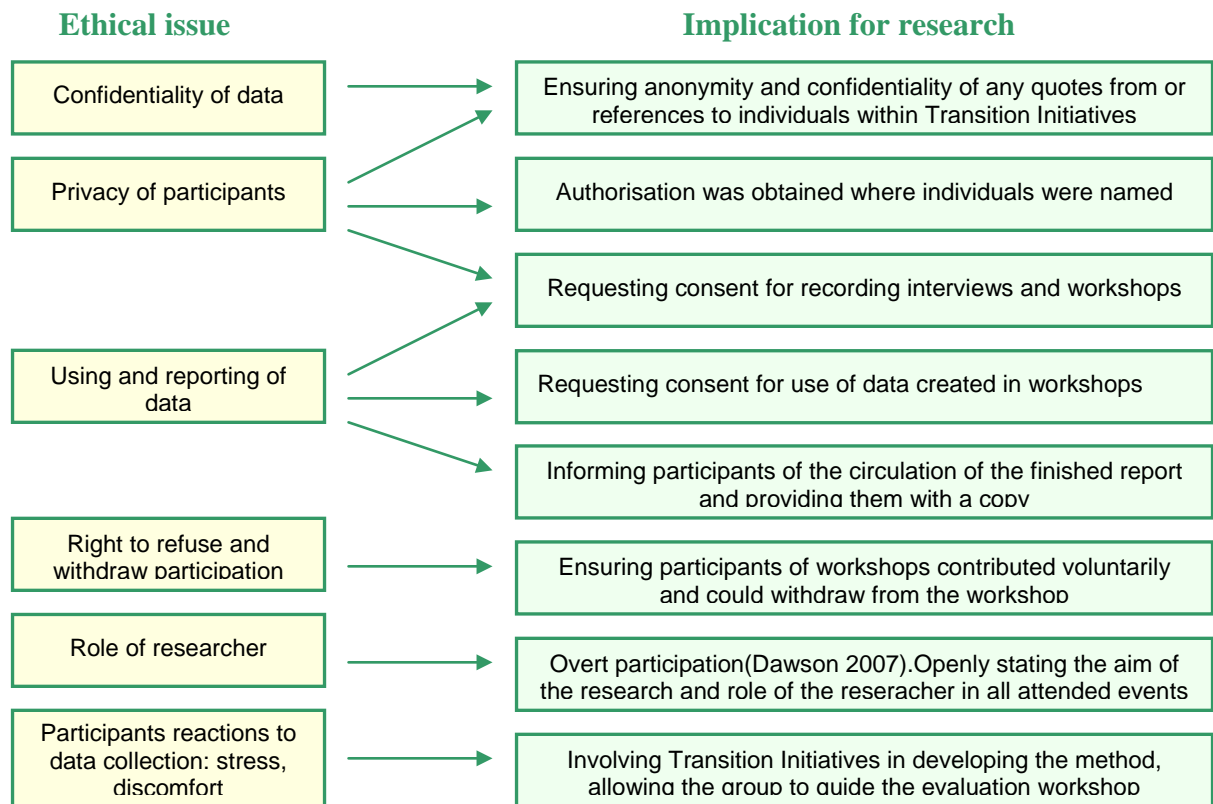 Ethical issue
Implication for research
Confidentiality of data
Ensuring anonymity and confidentiality of any quotes from or
references to individuals within Transition Initiatives
Privacy of participants
Authorisation was obtained where individuals were named
Requesting consent for recording interviews and workshops
Using and reporting of
data
Requesting consent for use of data created in workshops
Informing participants of the circulation of the finished report
and providing them with a copy
Right to refuse and
withdraw participation
Ensuring participants of workshops contributed voluntarily
and could withdraw from the workshop
Role of researcher
Overt participation(Dawson 2007).Openly stating the aim of
the research and role of the reseracher in all attended events
Participants reactions to
data collection: stress,
discomfort
Involving Transition Initiatives in developing the method,
allowing the group to guide the evaluation workshop